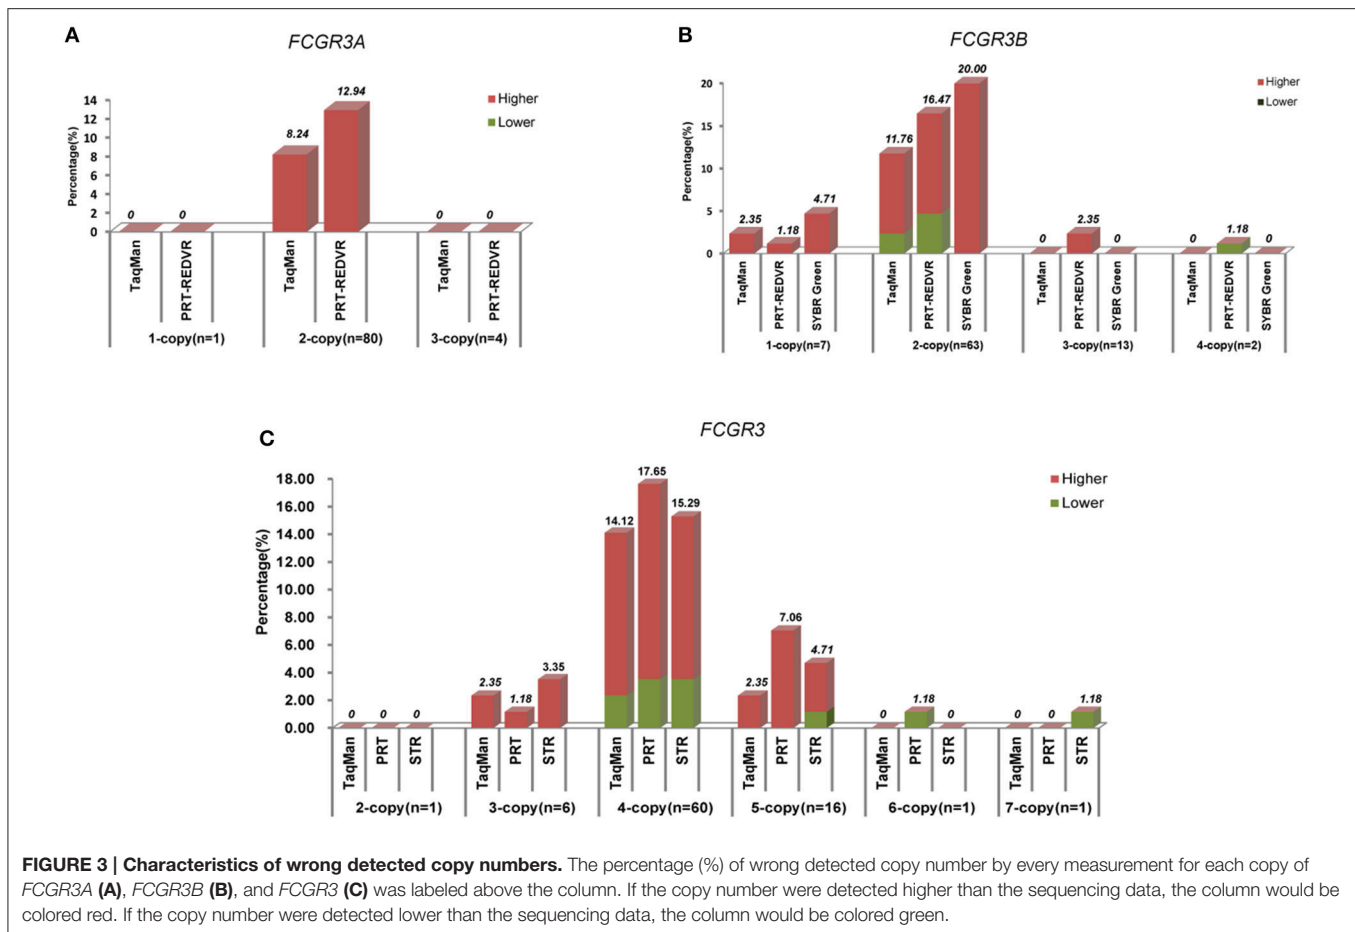 A
FCGR3A
Percentage(%)
14
12
10
8
6
4
2
0
Higher
Lower
0
0
8.24
12.94
0
0
TaqMan
PRT-REDVR
TaqMan
PRT-REDVR
TaqMan
PRT-REDVR
1-copy(n=1)
2-copy(n=80)
3-copy(n=4)
B
FCGR3B
Percentage(%)
20
15
10
5
0
Higher
Lower
2.35
1.18
4.71
11.76
16.47
20.00
0
2.35
0
0
1.18
0
TaqMan
PRT-REDVR
SYBR Green
TaqMan
PRT-REDVR
SYBR Green
TaqMan
PRT-REDVR
SYBR Green
TaqMan
PRT-REDVR
SYBR Green
1-copy(n=7)
2-copy(n=63)
3-copy(n=13)
4-copy(n=2)
C
FCGR3
Percentage(%)
18.00
16.00
14.00
12.00
10.00
8.00
6.00
4.00
2.00
0.00
Higher
Lower
0
0
0
2.35
1.18
3.35
14.12
17.65
15.29
2.35
7.06
4.71
0
1.18
0
0
0
1.18
TaqMan
PRT
STR
TaqMan
PRT
STR
TaqMan
PRT
STR
TaqMan
PRT
STR
TaqMan
PRT
STR
TaqMan
PRT
STR
2-copy(n=1)
3-copy(n=6)
4-copy(n=60)
5-copy(n=16)
6-copy(n=1)
7-copy(n=1)
FIGURE 3 | Characteristics of wrong detected copy numbers. The percentage (%) of wrong detected copy number by every measurement for each copy of
FCGR3A (A), FCGR3B (B), and FCGR3 (C) was labeled above the column. If the copy number were detected higher than the sequencing data, the column would be
colored red. If the copy number were detected lower than the sequencing data, the column would be colored green.